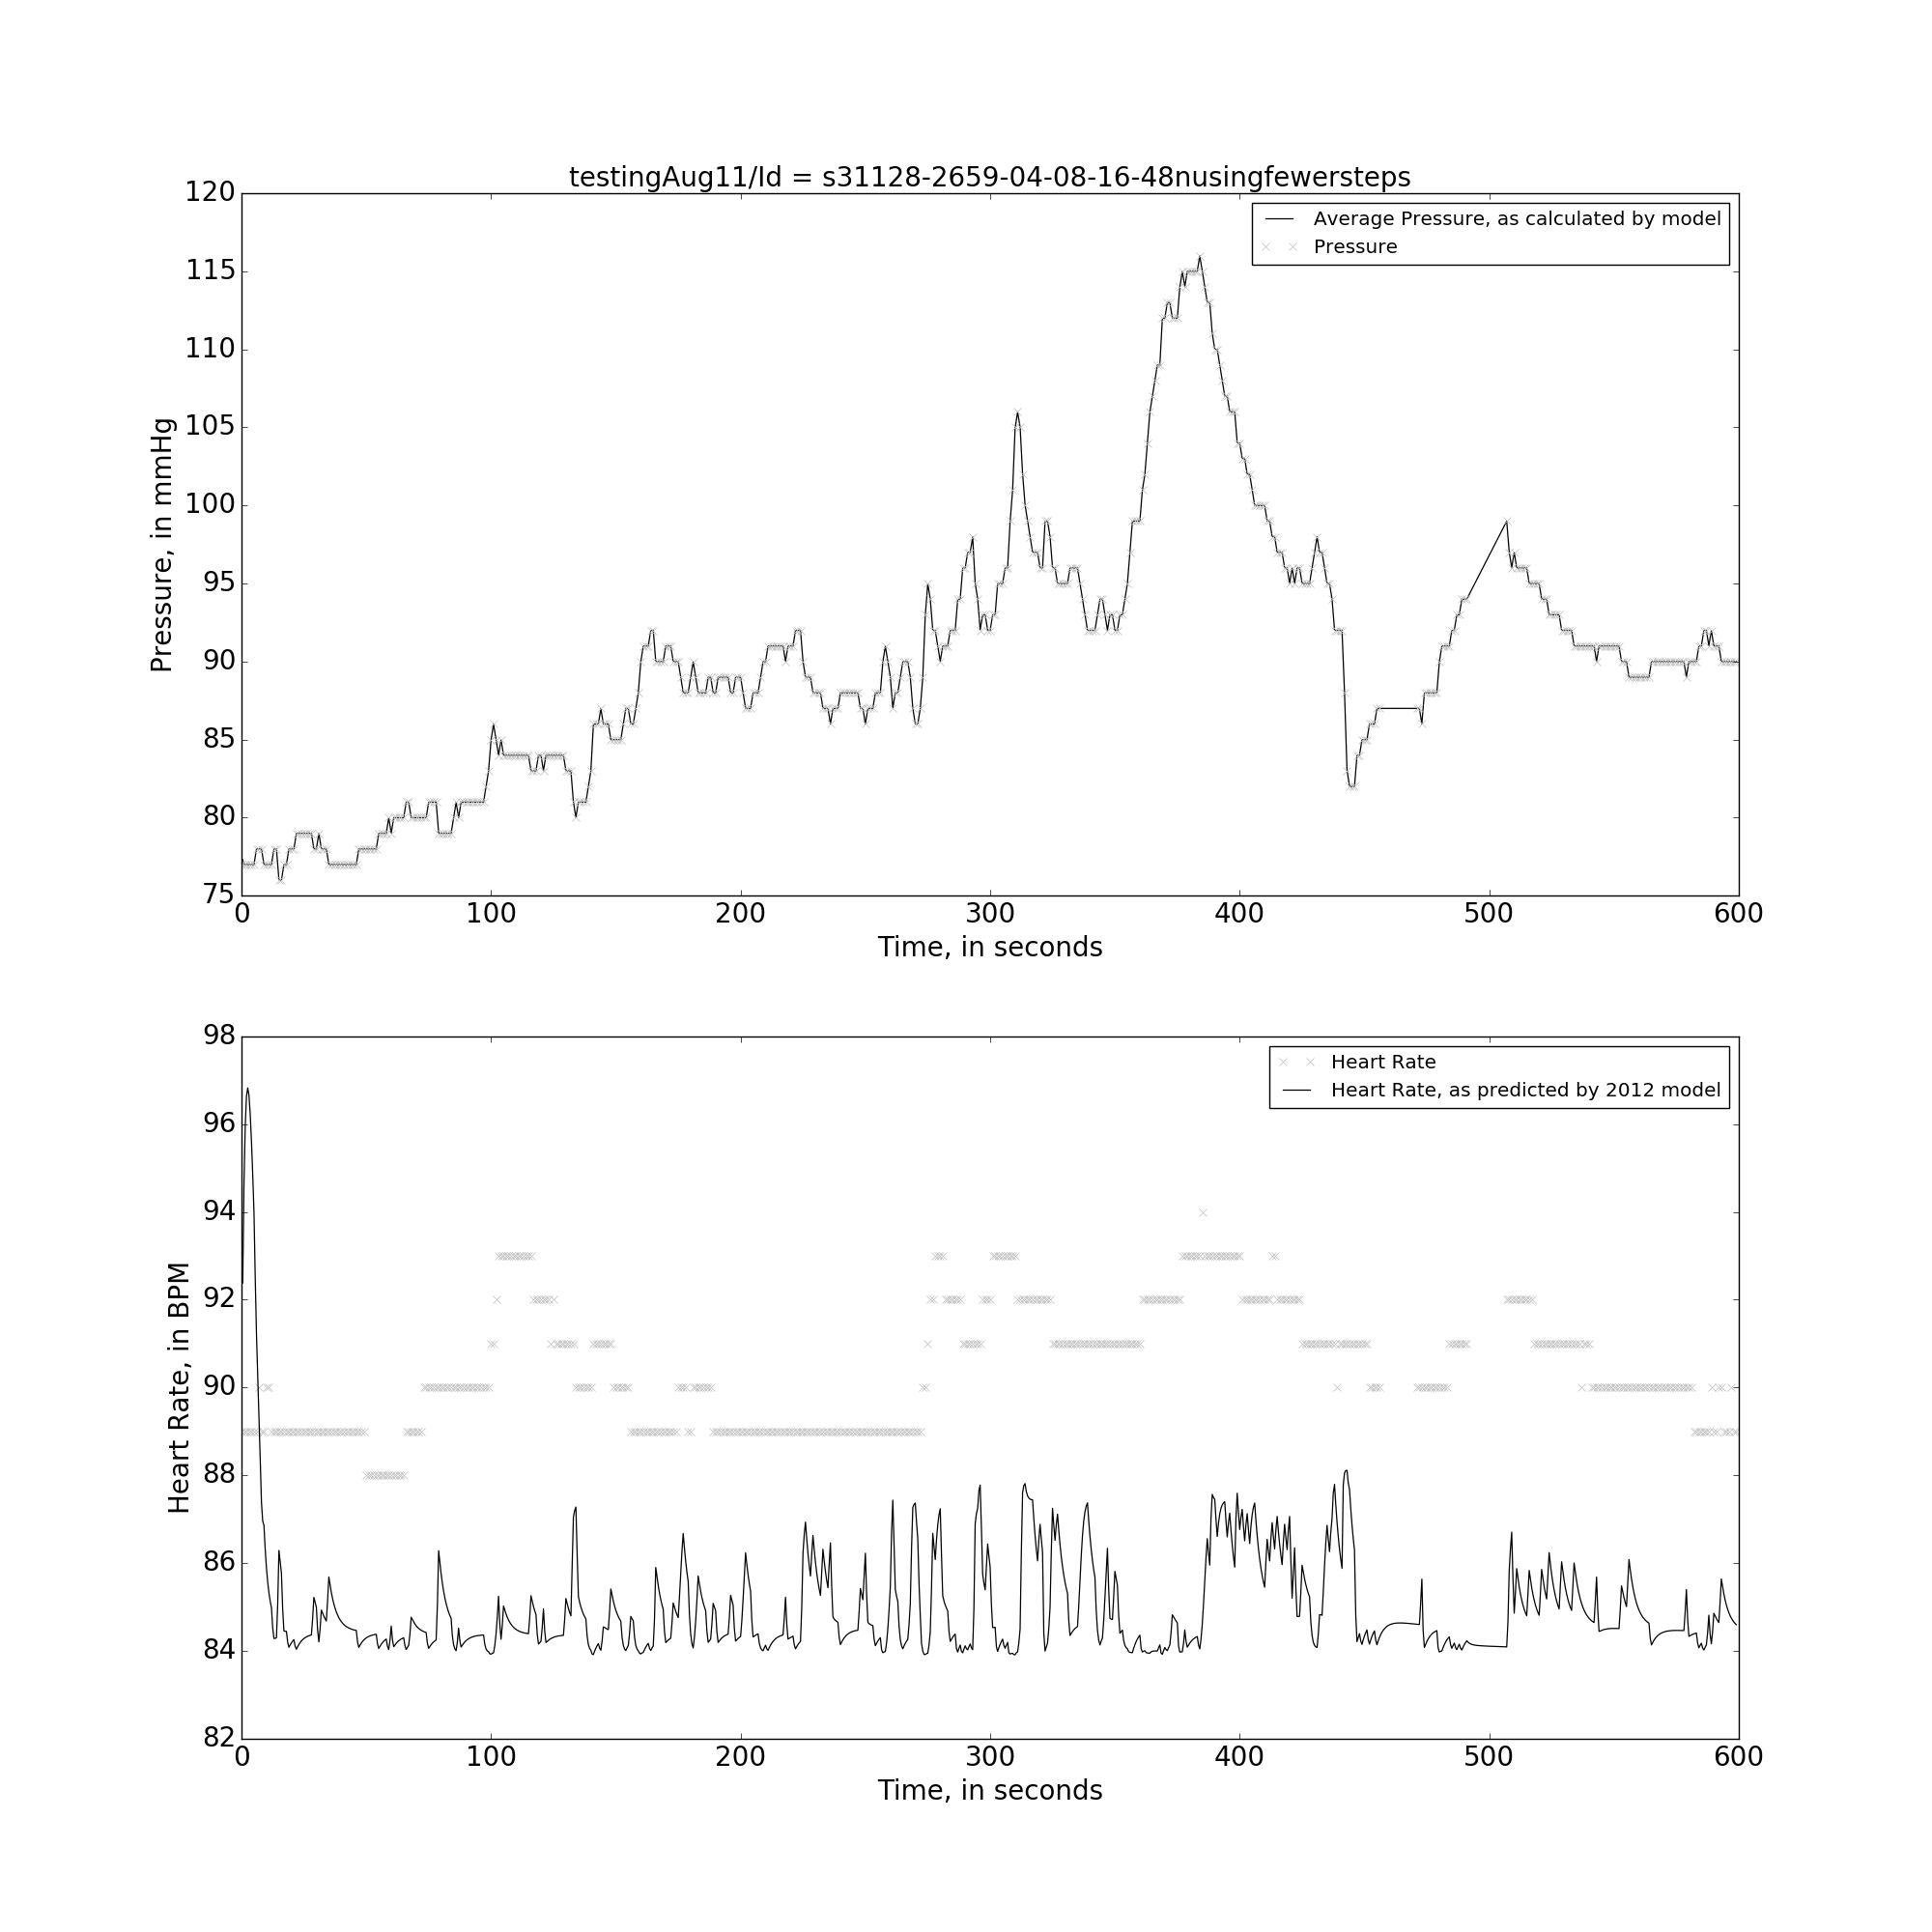 testingAug11/Id = s31128-2659-04-08-16-48nusingfewersteps
120
115
110
105
100
95
90
85
80
75
Pressure, in mmHg
Average Pressure, as calculated by model
Pressure
0 100 200 300 400 500 600
Time, in seconds
98
96
94
92
90
88
86
84
82
Heart Rate, in BPM
Heart Rate
Heart Rate, as predicted by 2012 model
0 100 200 300 400 500 600
Time, in seconds